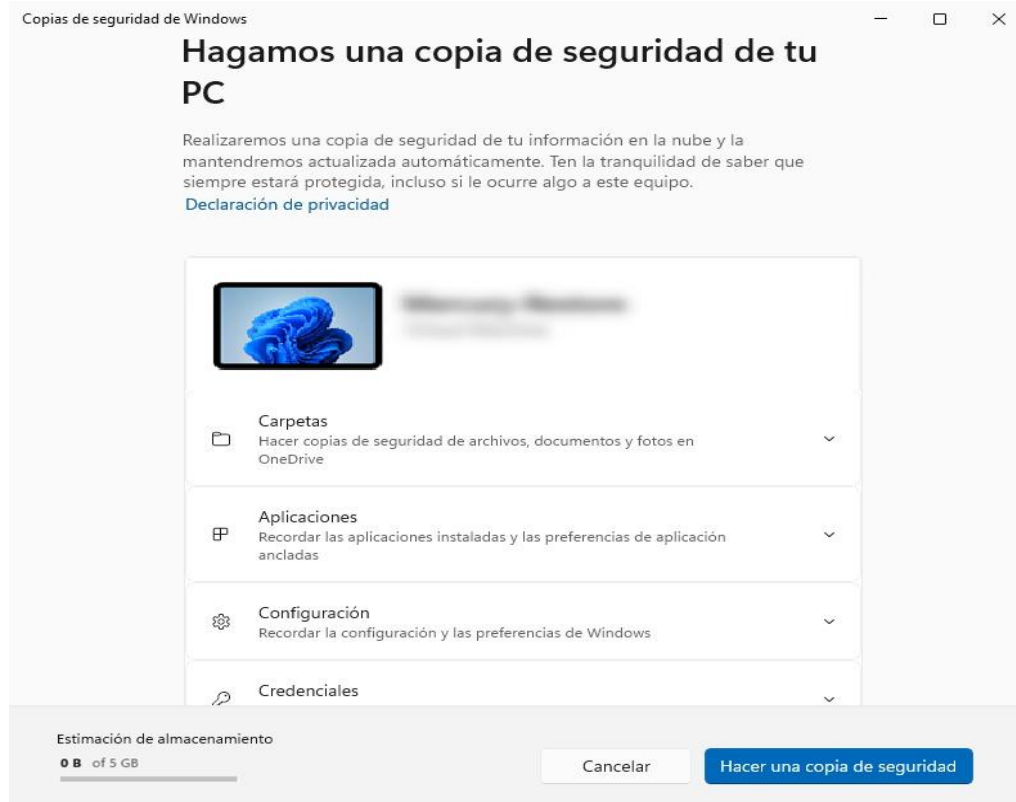 Copias de seguridad de Windows
Hagamos una copia de seguridad de tu
PC
Realizaremos una copia de seguridad de tu información en la nube y la
mantendremos actualizada automáticamente. Ten la tranquilidad de saber que
siempre estará protegida, incluso si le ocurre algo a este equipo.
Declaración de privacidad
Carpetas
Hacer copias de seguridad de archivos, documentos y fotos en
OneDrive
Aplicaciones
Recordar las aplicaciones instaladas y las preferencias de aplicación
ancladas
Configuración
Recordar la configuración y las preferencias de Windows
Credenciales
Estimación de almacenamiento
0 B of 5 GB
Cancelar
Hacer una copia de seguridad